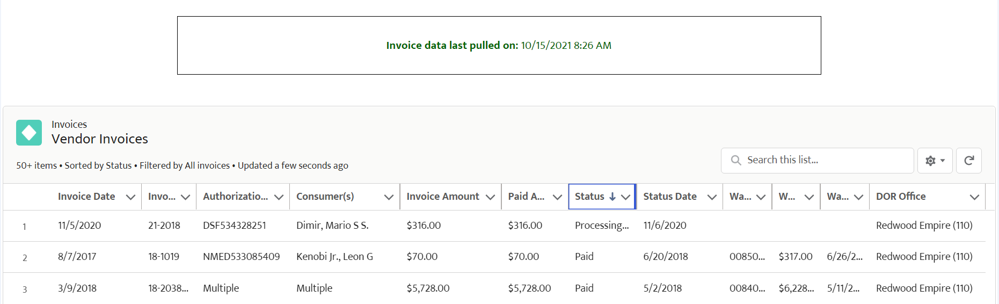 Invoice data last pulled on: 10/15/2021 8:26 AM
Invoices
Vendor Invoices
50+ items • Sorted by Status • Filtered by All invoices • Updated a few seconds ago
Search this list...
Invoice Date Invo... Authorizatio... Consumer(s) Invoice Amount Paid A... Status Status Date Wa... W... Wa... DOR Office
1 11/5/2020 21-2018 DSF534328251 Dimir, Mario S S. $316.00 $316.00 Processing... 11/6/2020 Redwood Empire (110)
2 8/7/2017 18-1019 NMED533085409 Kenobi Jr., Leon G $70.00 $70.00 Paid 6/20/2018 00850... $317.00 6/26/2... Redwood Empire (110)
3 3/9/2018 18-2038... Multiple Multiple $5,728.00 $5,728.00 Paid 5/2/2018 00840... $6,228... 5/11/2... Redwood Empire (110)